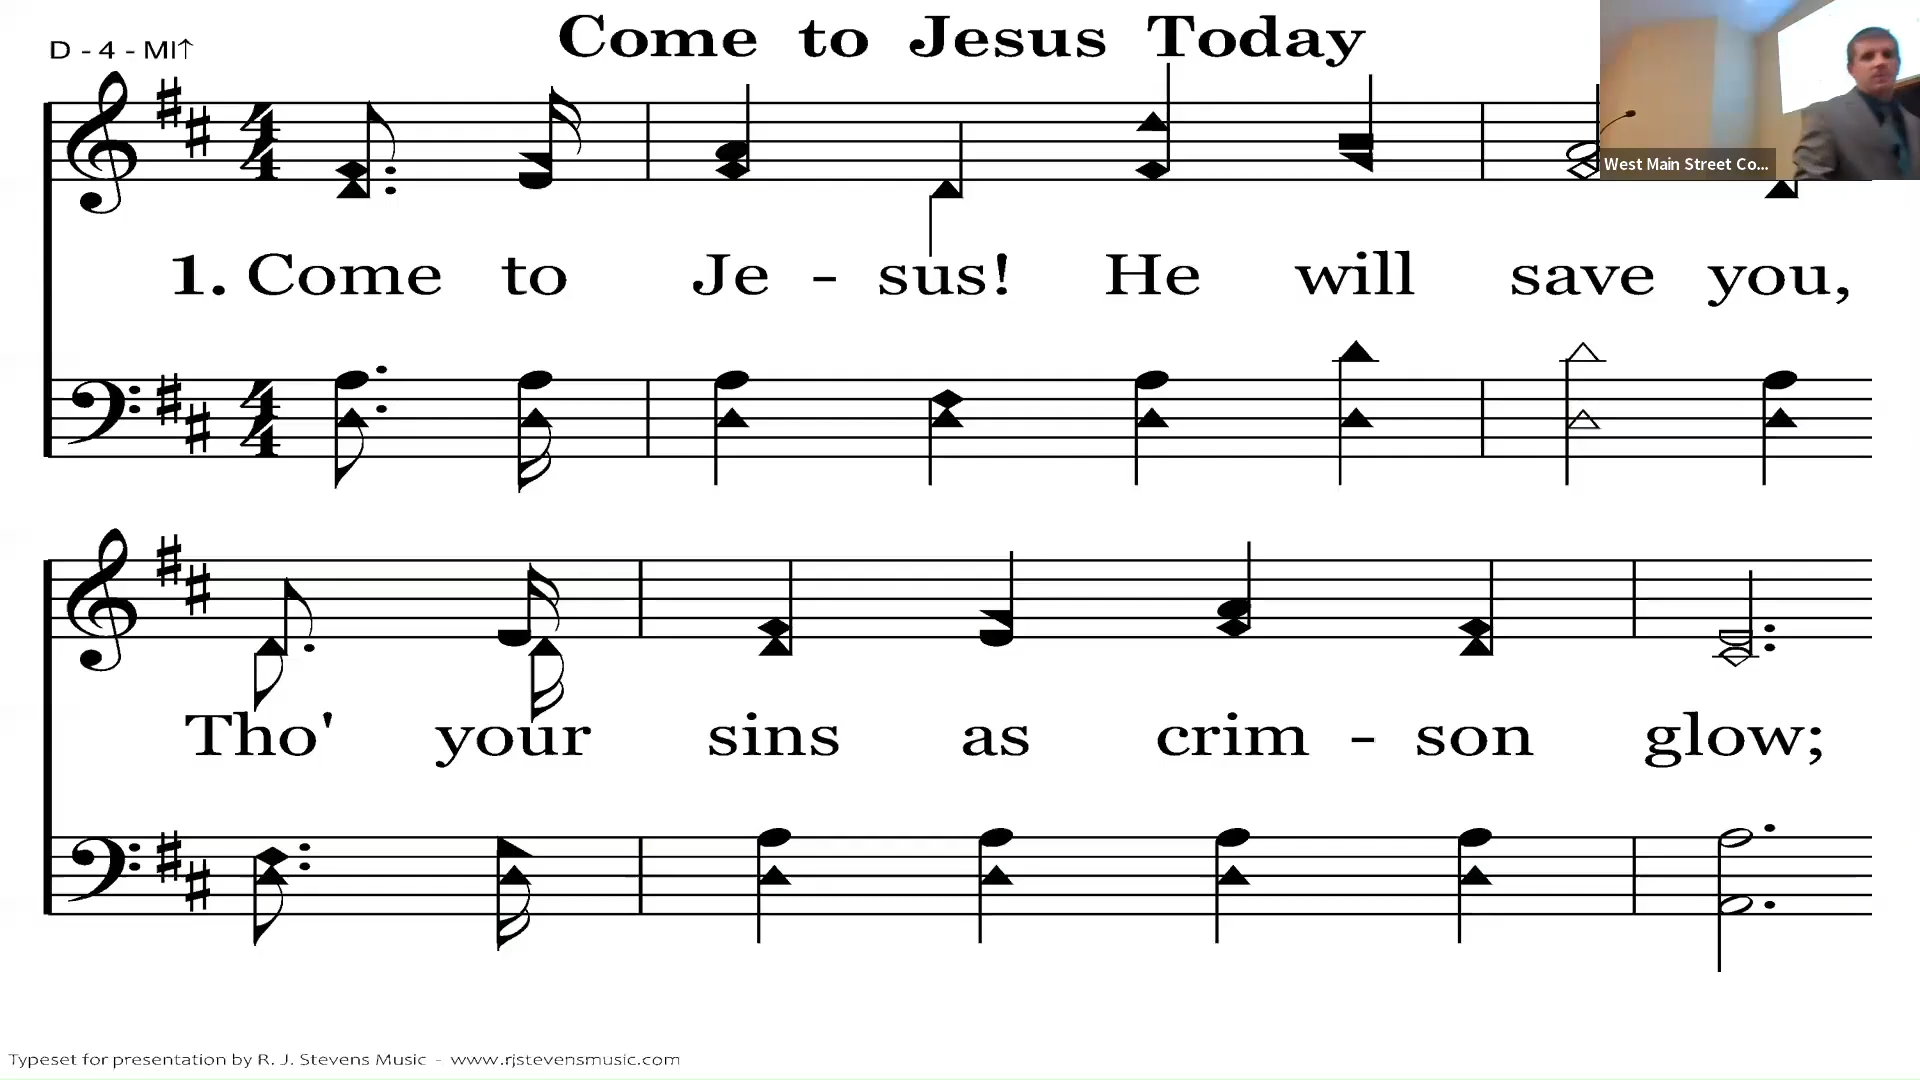 Come to Jesus Today
D - 4 - MI↑
West Main Street Co...
1. Come to Je - sus! He will save you,
Tho' your sins as crim - son glow;
Typeset for presentation by R. J. Stevens Music - www.rjstevensmusic.com